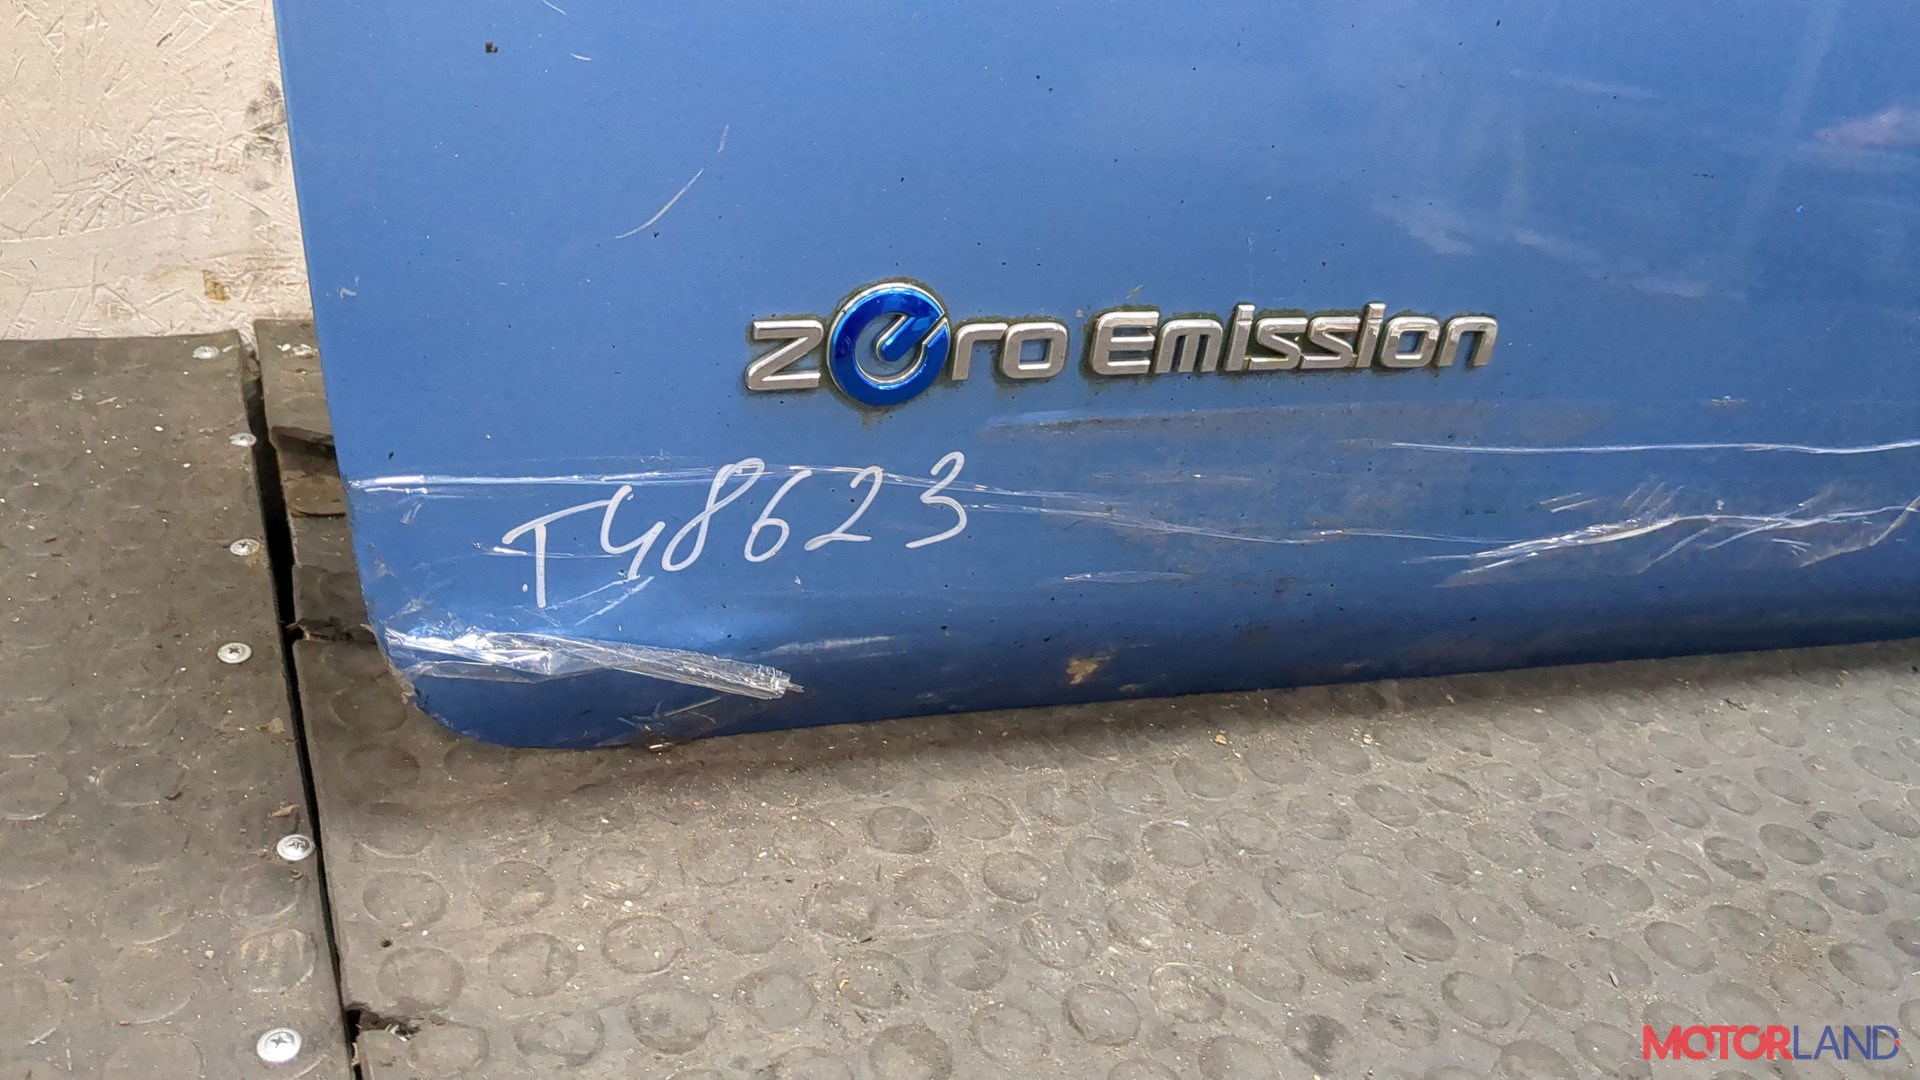 zero Emission
T48623
MOTORLAND